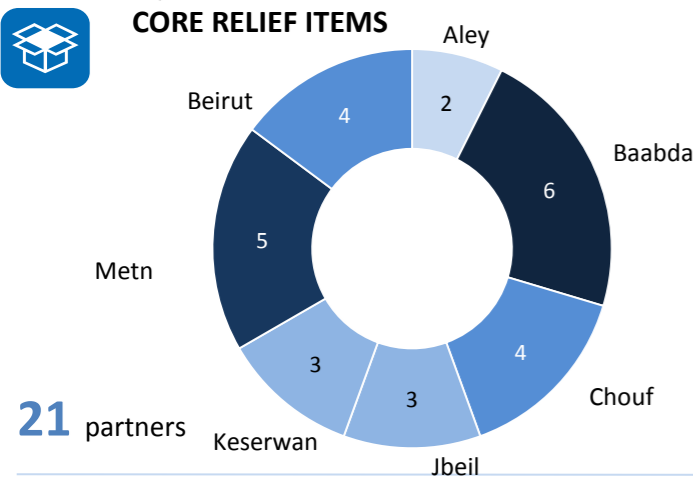 CORE RELIEF ITEMS
Aley
Beirut
4
2
Baabda
6
5
Metn
4
3
3
Chouf
21 partners
Keserwan
Jbeil